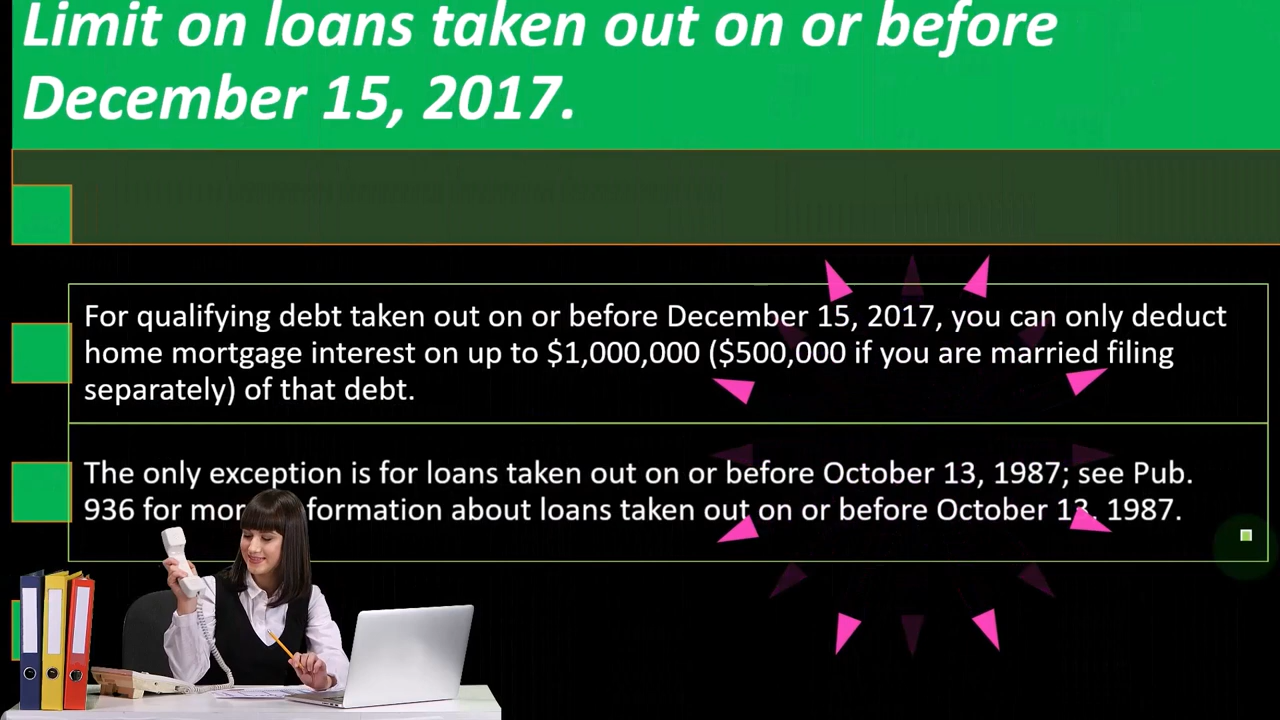 Limit on loans taken out on or before
December 15, 2017.
For qualifying debt taken out on or before December 15, 2017, you can only deduct
home mortgage interest on up to $1,000,000 ($500,000 if you are married filing
separately) of that debt.
The only exception is for loans taken out on or before October 13, 1987; see Pub.
936 for formation about loans taken out on or before October 13, 1987.